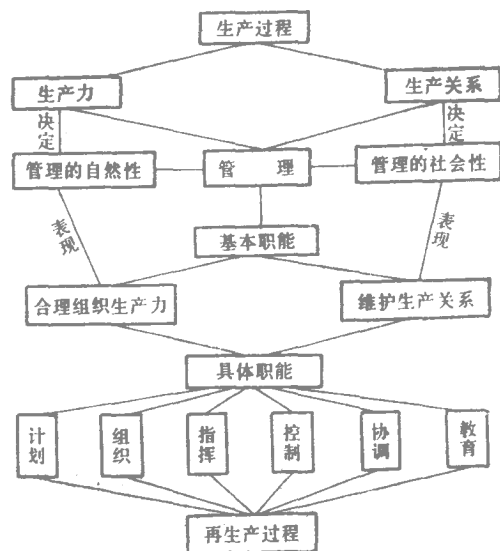 生产过程
生产力
生产关系
决定
决定
管理的自然性
管理
管理的社会性
表现
表现
基本职能
合理组织生产力
维护生产关系
具体职能
计划
组织
指挥
控制
协调
教育
再生产过程